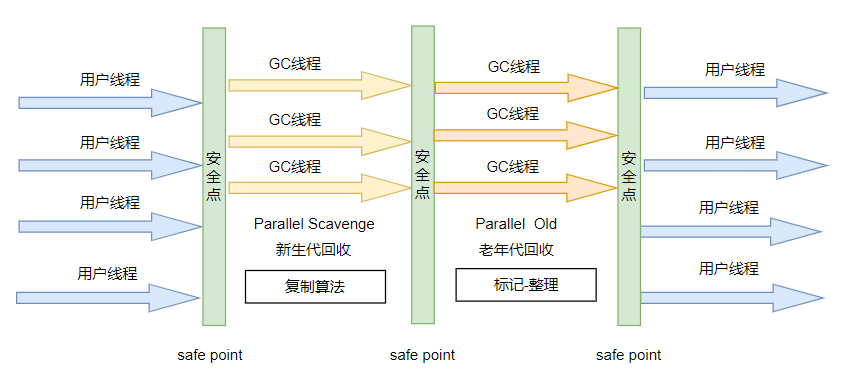 用户线程
用户线程
用户线程
用户线程
安全点
GC线程
GC线程
GC线程
Parallel Scavenge
新生代回收
复制算法
安全点
GC线程
GC线程
GC线程
Parallel Old
老年代回收
标记-整理
安全点
用户线程
用户线程
用户线程
用户线程
safe point
safe point
safe point